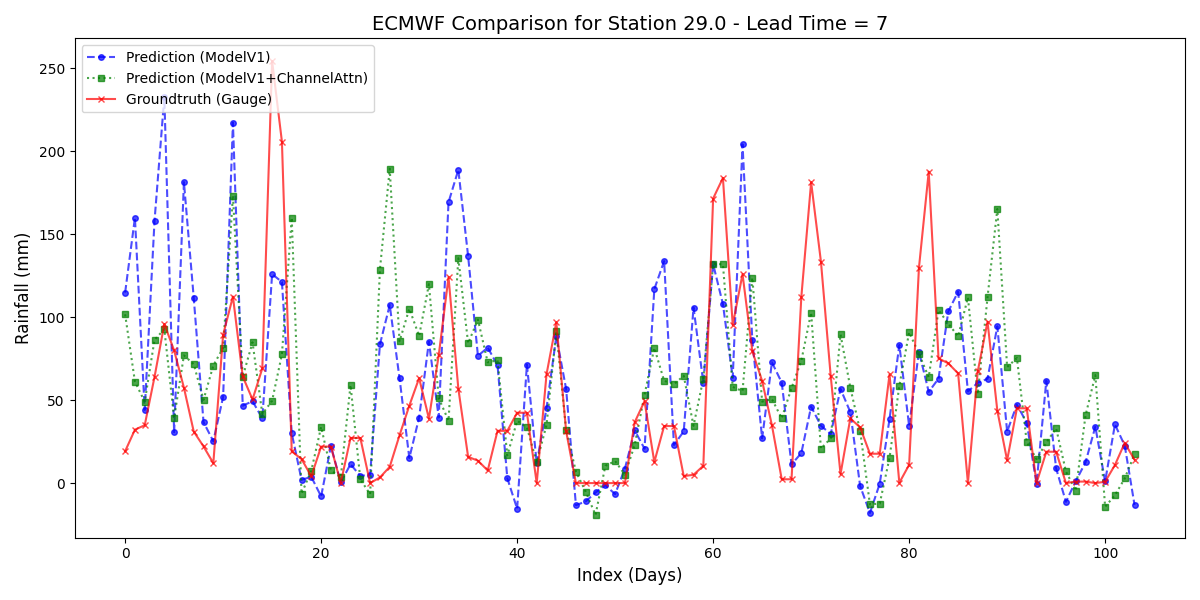 ECMWF Comparison for Station 29.0 - Lead Time = 7
Prediction (ModelV1)
Prediction (ModelV1+ChannelAttn)
Groundtruth (Gauge)
Rainfall (mm)
250
200
150
100
50
0
0 20 40 60 80 100
Index (Days)